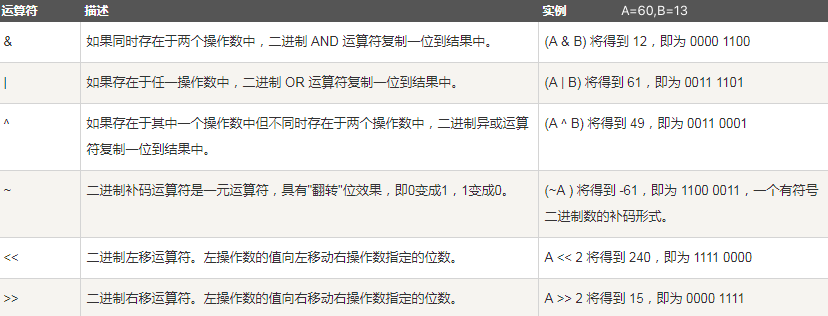 运算符 描述 实例 A=60,B=13
& 如果同时存在于两个操作数中，二进制 AND 运算符复制一位到结果中。 (A & B) 将得到 12，即为 0000 1100
| 如果存在于任一操作数中，二进制 OR 运算符复制一位到结果中。 (A | B) 将得到 61，即为 0011 1101
^ 如果存在于其中一个操作数中但不同时存在于两个操作数中，二进制异或运算 (A ^ B) 将得到 49，即为 0011 0001
符复制一位到结果中。
~ 二进制补码运算符是一元运算符，具有"翻转"位效果，即0变成1，1变成0。 (~A ) 将得到 -61，即为 1100 0011，一个有符号
二进制数的补码形式。
<< 二进制左移运算符。左操作数的值向左移动右操作数指定的位数。 A << 2 将得到 240，即为 1111 0000
>> 二进制右移运算符。左操作数的值向右移动右操作数指定的位数。 A >> 2 将得到 15，即为 0000 1111